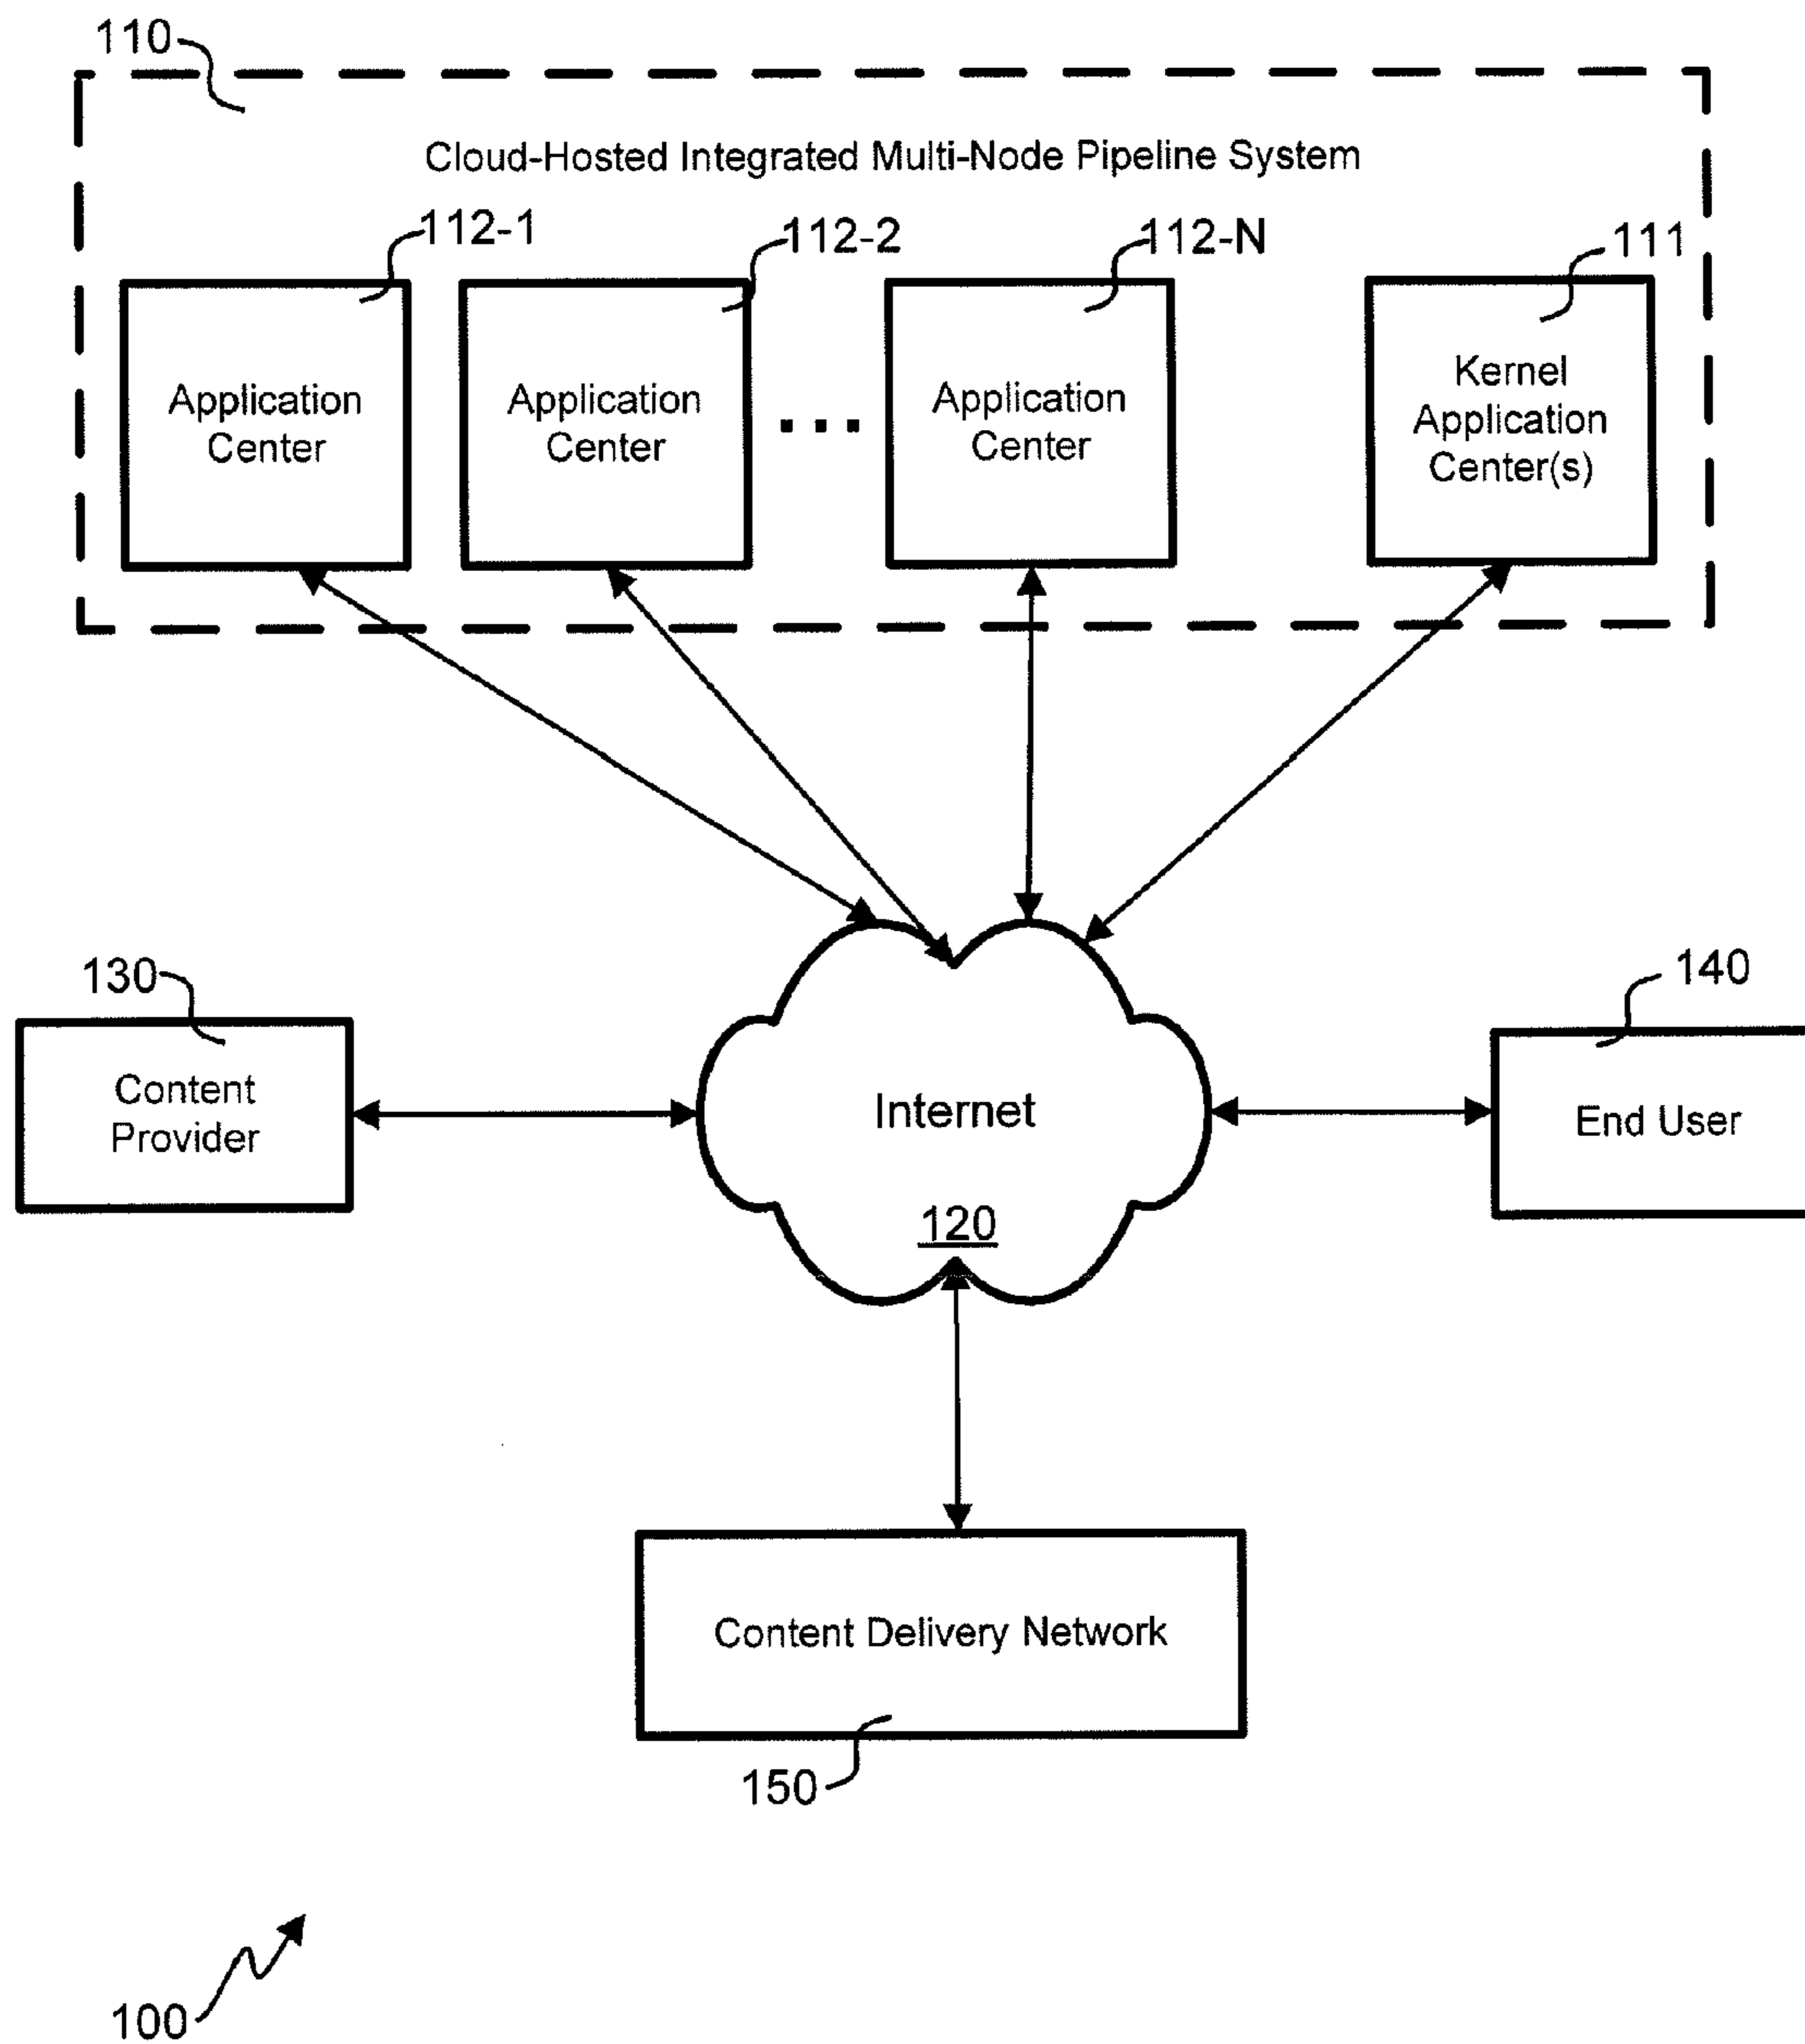 110
Cloud-Hosted Integrated Multi-Node Pipeline System
112-1
112-2
112-N
111
Application
Center
Application
Center
...
Application
Center
Kernel
Application
Center(s)
130
140
Content
Provider
Internet
120
End User
Content Delivery Network
150
100